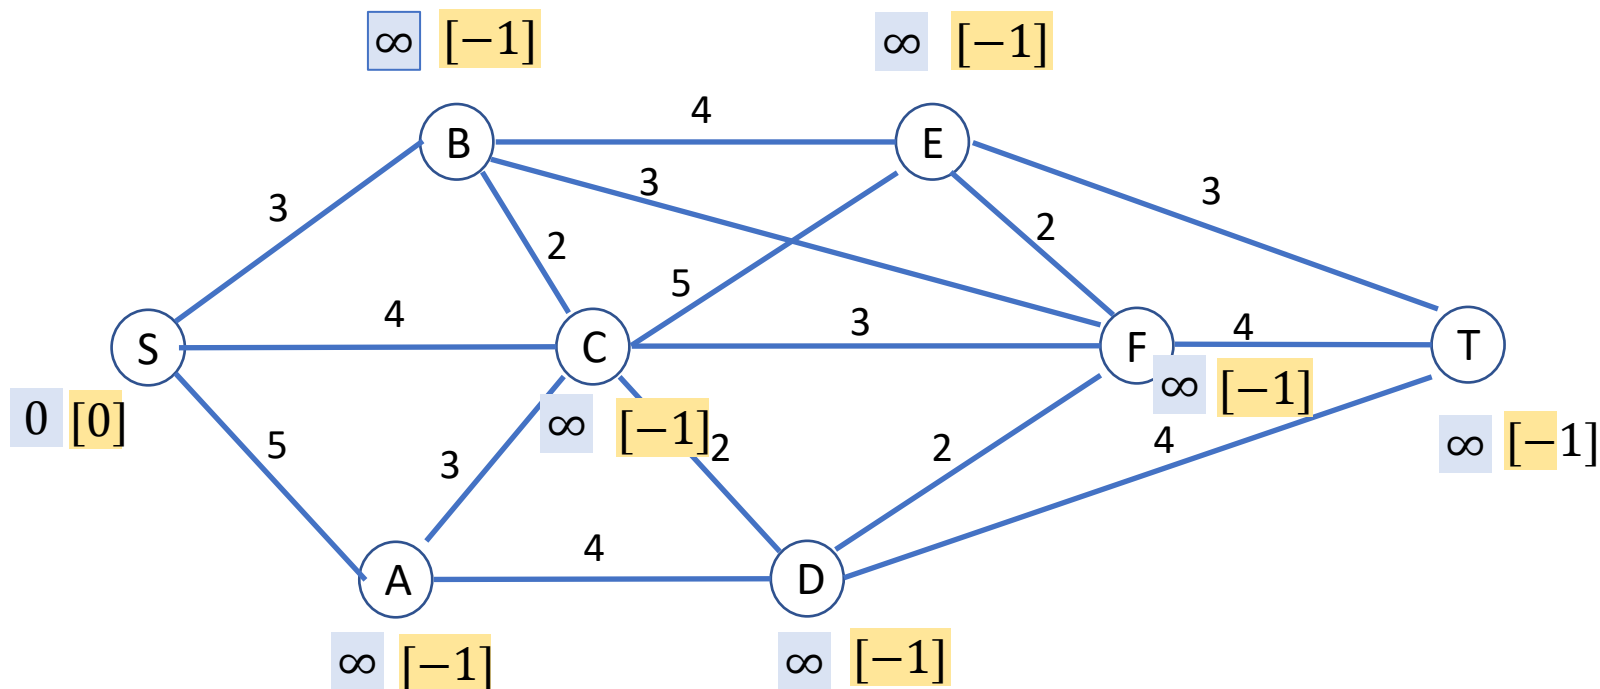 ∞ [−1] ∞ [−1]
4
B E
3 3
3 2 2
5
4 3 4
S C F T
∞ [−1]
0 [0] ∞ [−1] 2 ∞ [−1]
5 3 2 4
4
A D
∞ [−1] ∞ [−1]